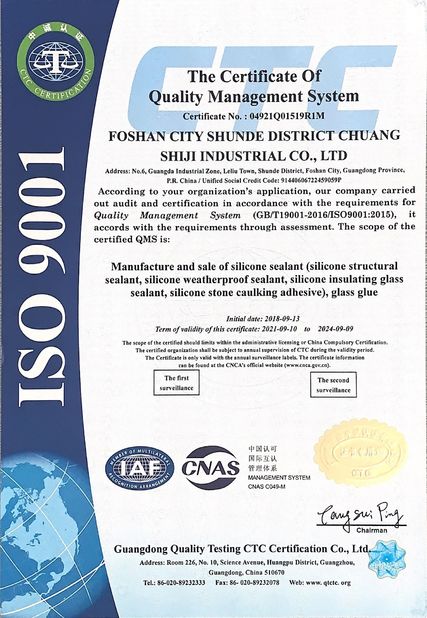 中诚认证
CTC CERTIFICATION
CTC
ISO 9001
The Certificate Of
Quality Management System
Certificate No. : 04921Q01519R1M
FOSHAN CITY SHUNDE DISTRICT CHUANG
SHIJI INDUSTRIAL CO., LTD
Address: No.6, Guangda Industrial Zone, Leliu Town, Shunde District, Foshan City, Guangdong Province,
P.R. China / Unified Social Credit Code: 91440606722459059P
According to your organization's application, our company carried
out audit and certification in accordance with the requirements for
Quality Management System (GB/T19001-2016/ISO9001:2015), it
accords with the requirements through assessment. The scope of the
certified QMS is:
Manufacture and sale of silicone sealant (silicone structural
sealant, silicone weatherproof sealant, silicone insulating glass
sealant, silicone stone caulking adhesive), glass glue
Initial date: 2018-09-13
Term of validity of this certificate: 2021-09-10 to 2024-09-09
The scope of the certified should limits within the administrative licensing or China Compulsory Certification.
The certified organization shall be subject to annual supervision of CTC during the validity period.
The Certificate is only valid with the annual surveillance labels. The certificate information
can be found at the CNCA's official website (www.cnca.gov.cn).
The first
surveillance
The second
surveillance
MEMBER OF MULTILATERAL
IAF
RECOGNITION ARRANGEMENT
CNAS
中国认可
国际互认
管理体系
MANAGEMENT SYSTEM
CNAS C049-M
CTC
Chairman
Guangdong Quality Testing CTC Certification Co., Ltd.
Address: Room 226, No. 10, Science Avenue, Huangpu District, Guangzhou,
Guangdong, China 510670
Tel.: 86-020-89232333 Fax: 86- 020-89232078 Web: www. qtctc. org